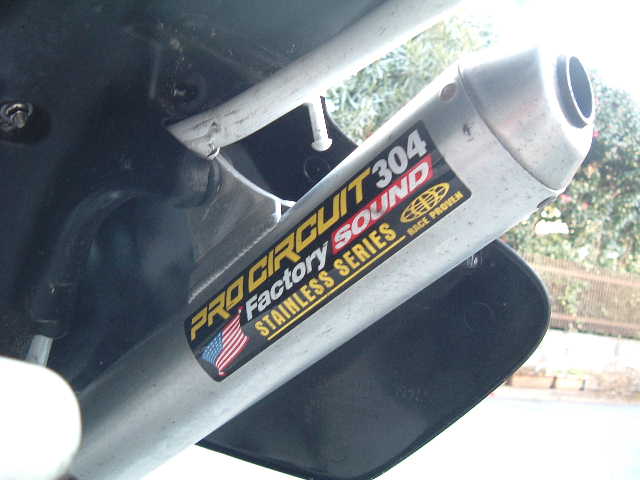 PRO CIRCUIT 304
Factory SOUND
STAINLESS SERIES
RACE PROVEN